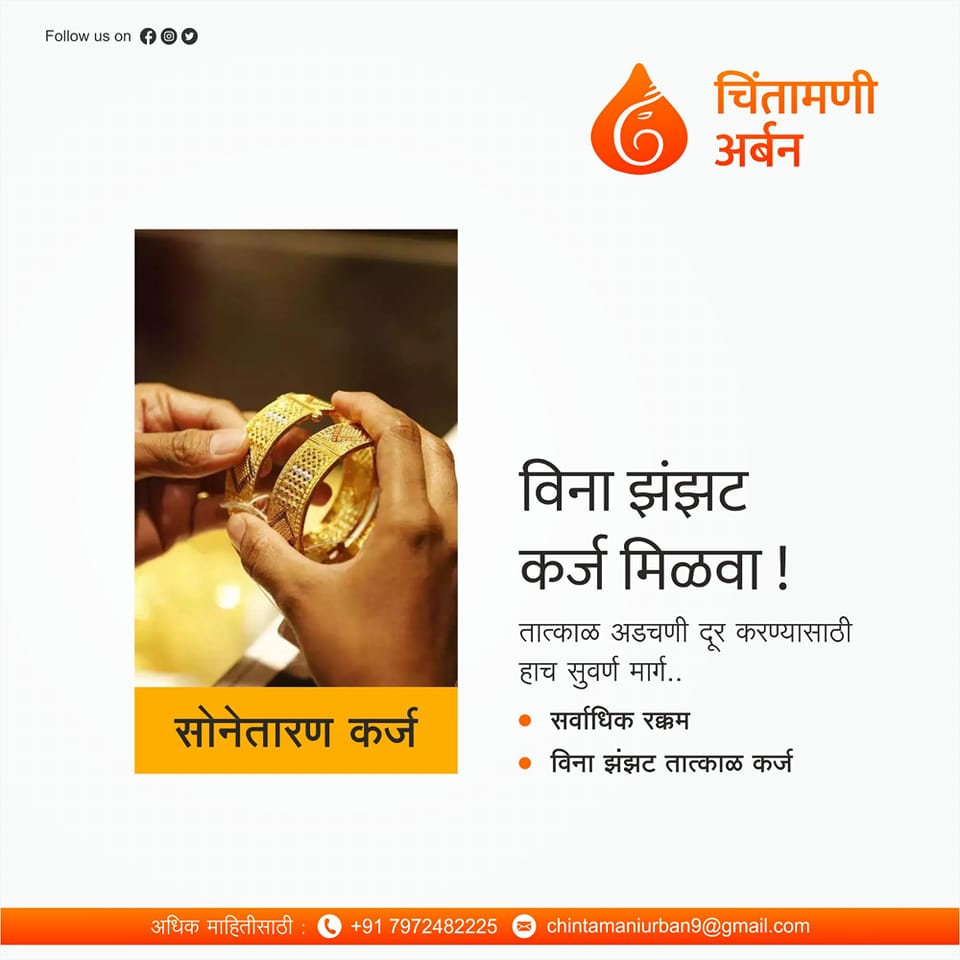 Follow us on
चिंतामणी
अर्बन
विना झंझट
कर्ज मिळवा !
तात्काळ अडचणी दूर करण्यासाठी
हाच सुवर्ण मार्ग..
सर्वाधिक रक्कम
विना झंझट तात्काळ कर्ज
सोनेतारण कर्ज
अधिक माहितीसाठी : +91 7972482225 chintamaniurban9@gmail.com